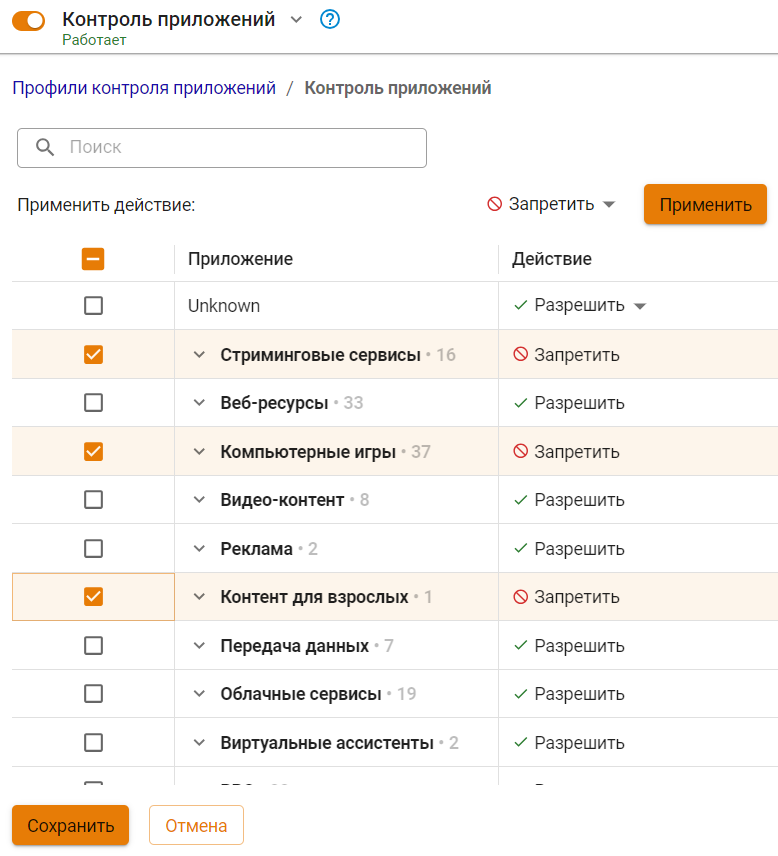 Контроль приложений
Работает
Профили контроля приложений / Контроль приложений
Поиск
Применить действие: Запретить Применить
Приложение Действие
Unknown Разрешить
Стриминговые сервисы • 16 Запретить
Веб-ресурсы • 33 Разрешить
Компьютерные игры • 37 Запретить
Видео-контент • 8 Разрешить
Реклама • 2 Разрешить
Контент для взрослых • 1 Запретить
Передача данных • 7 Разрешить
Облачные сервисы • 19 Разрешить
Виртуальные ассистенты • 2 Разрешить
Сохранить Отмена